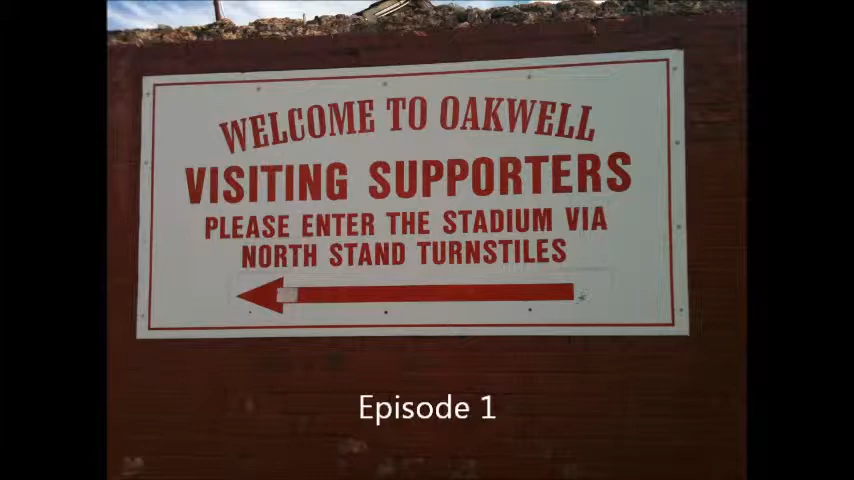 WELCOME TO OAKWELL
VISITING SUPPORTERS
PLEASE ENTER THE STADIUM VIA
NORTH STAND TURNSTILES
Episode 1